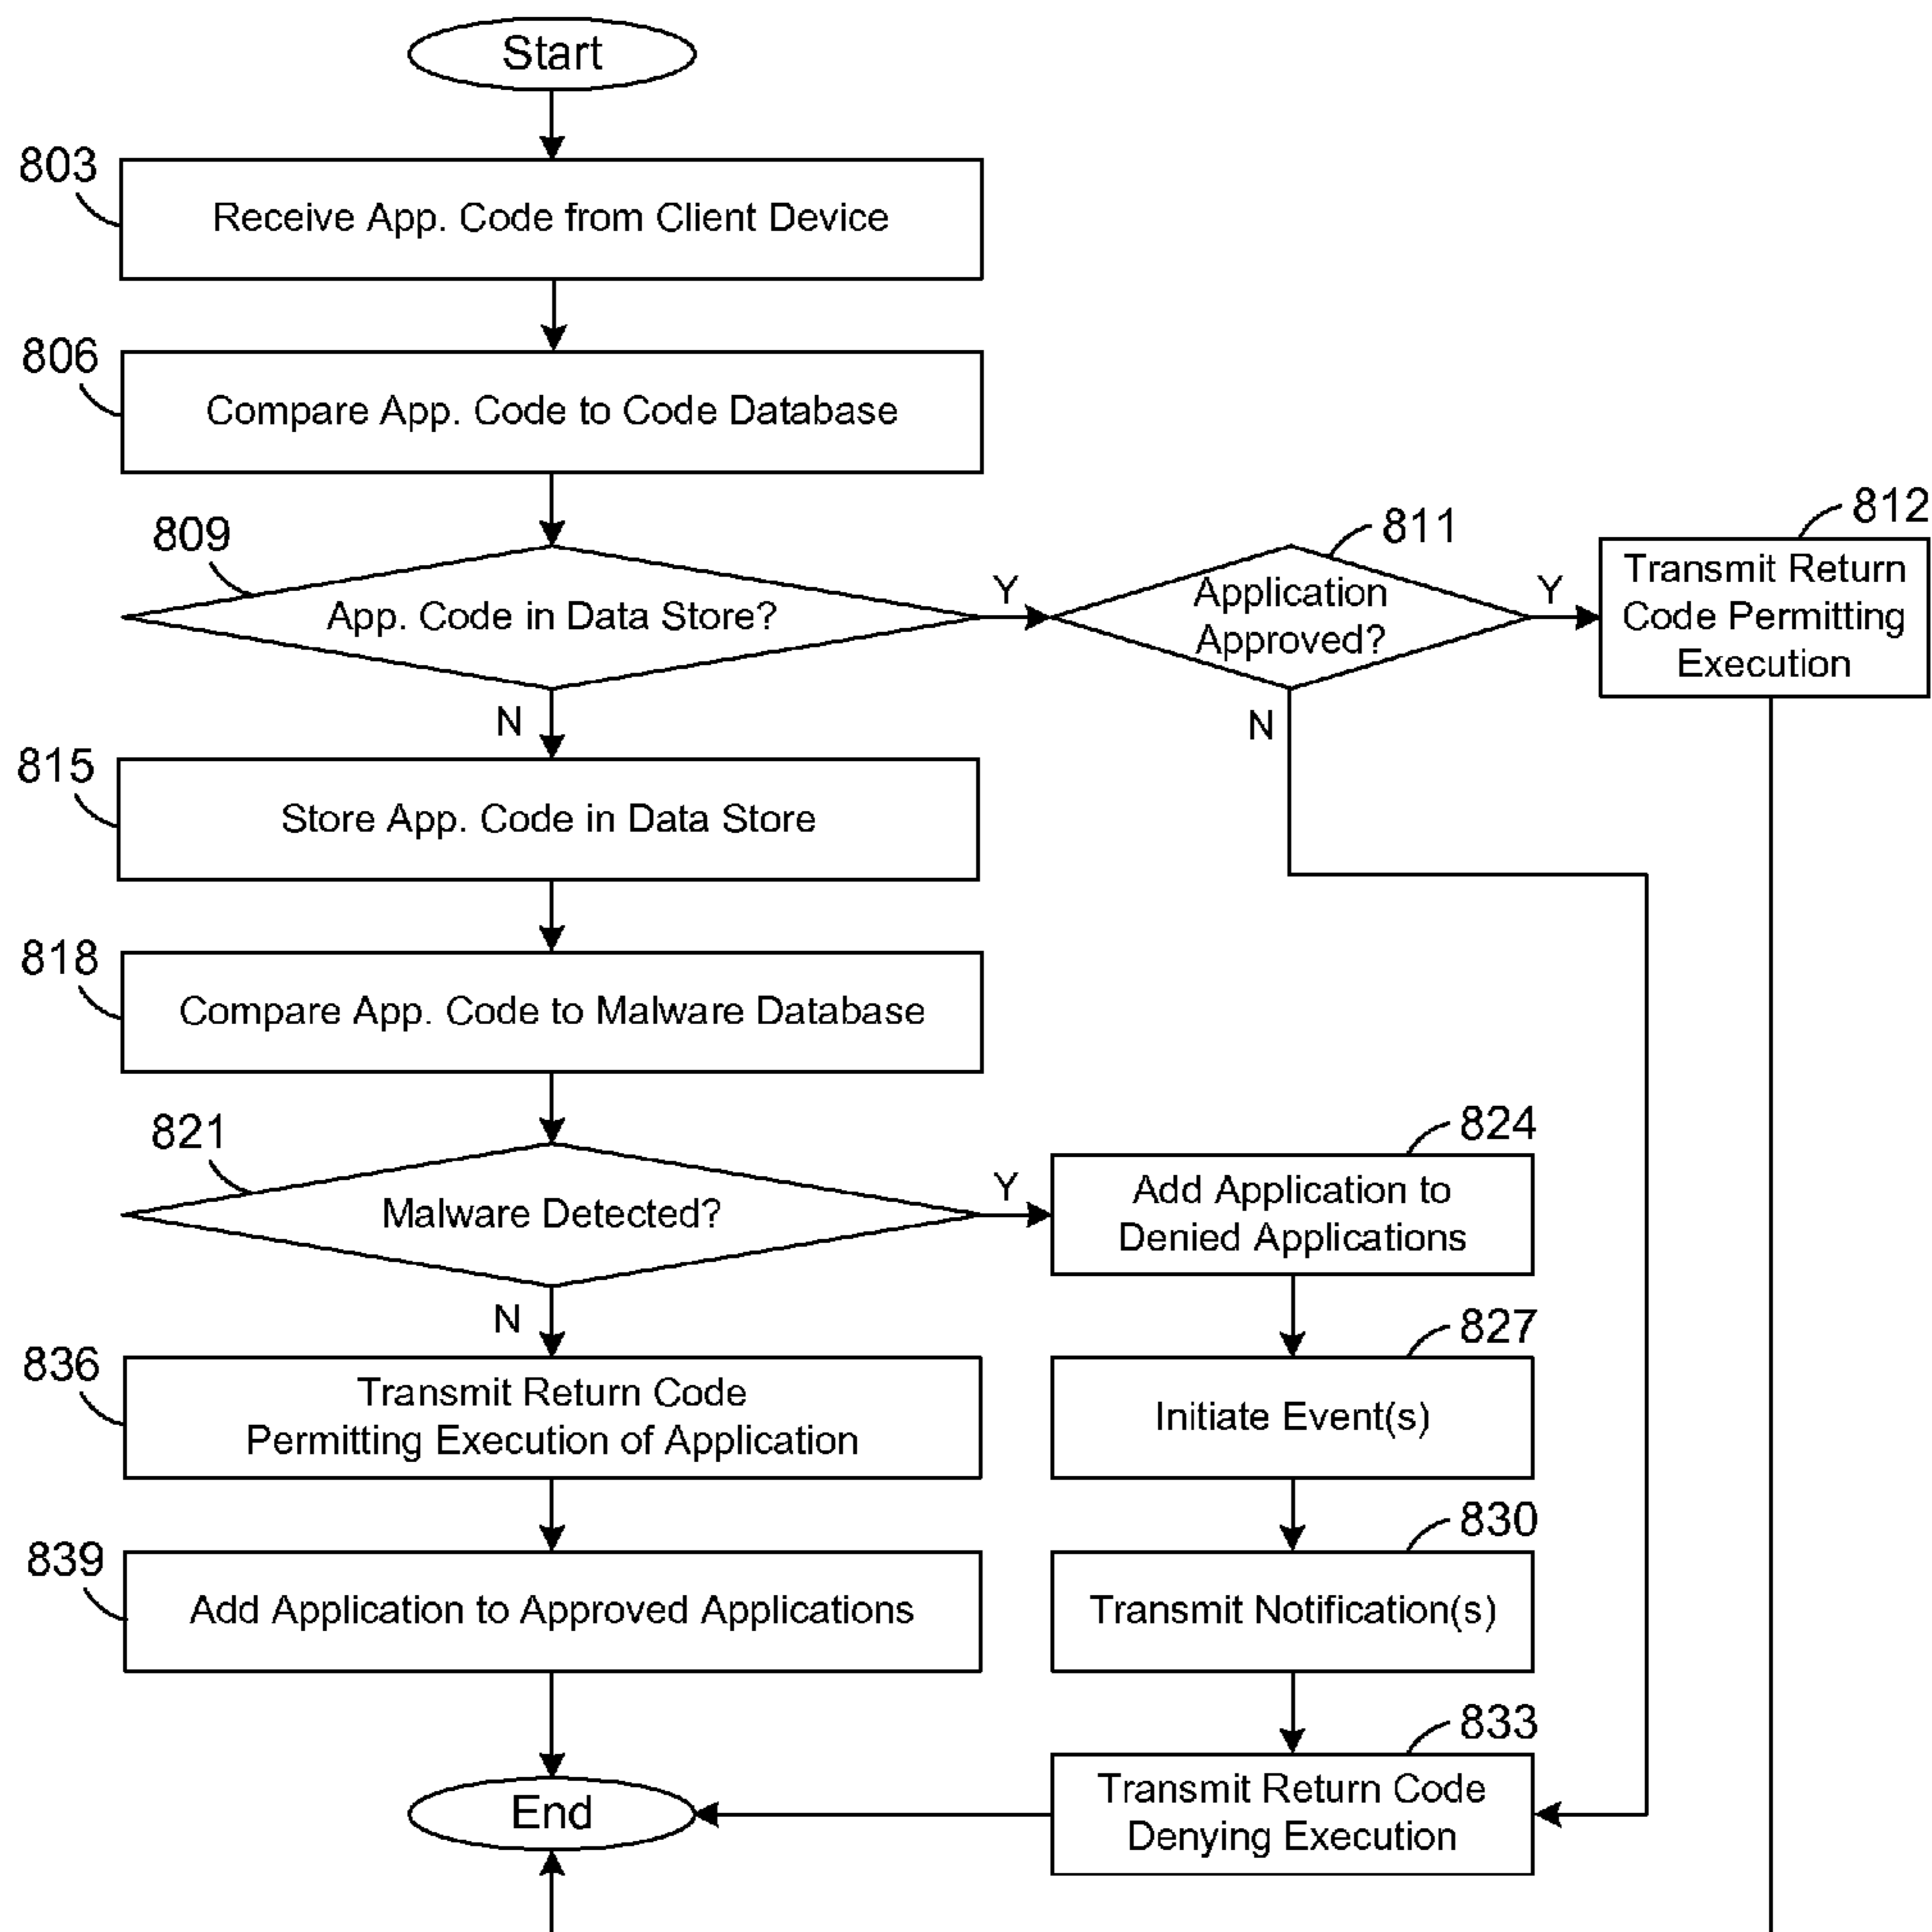 Start
803
Receive App. Code from Client Device
806
Compare App. Code to Code Database
809
App. Code in Data Store?
Y
N
811
Application
Approved?
Y
N
812
Transmit Return
Code Permitting
Execution
815
Store App. Code in Data Store
818
Compare App. Code to Malware Database
821
Malware Detected?
Y
N
824
Add Application to
Denied Applications
827
Initiate Event(s)
830
Transmit Notification(s)
833
Transmit Return Code
Denying Execution
836
Transmit Return Code
Permitting Execution of Application
839
Add Application to Approved Applications
End